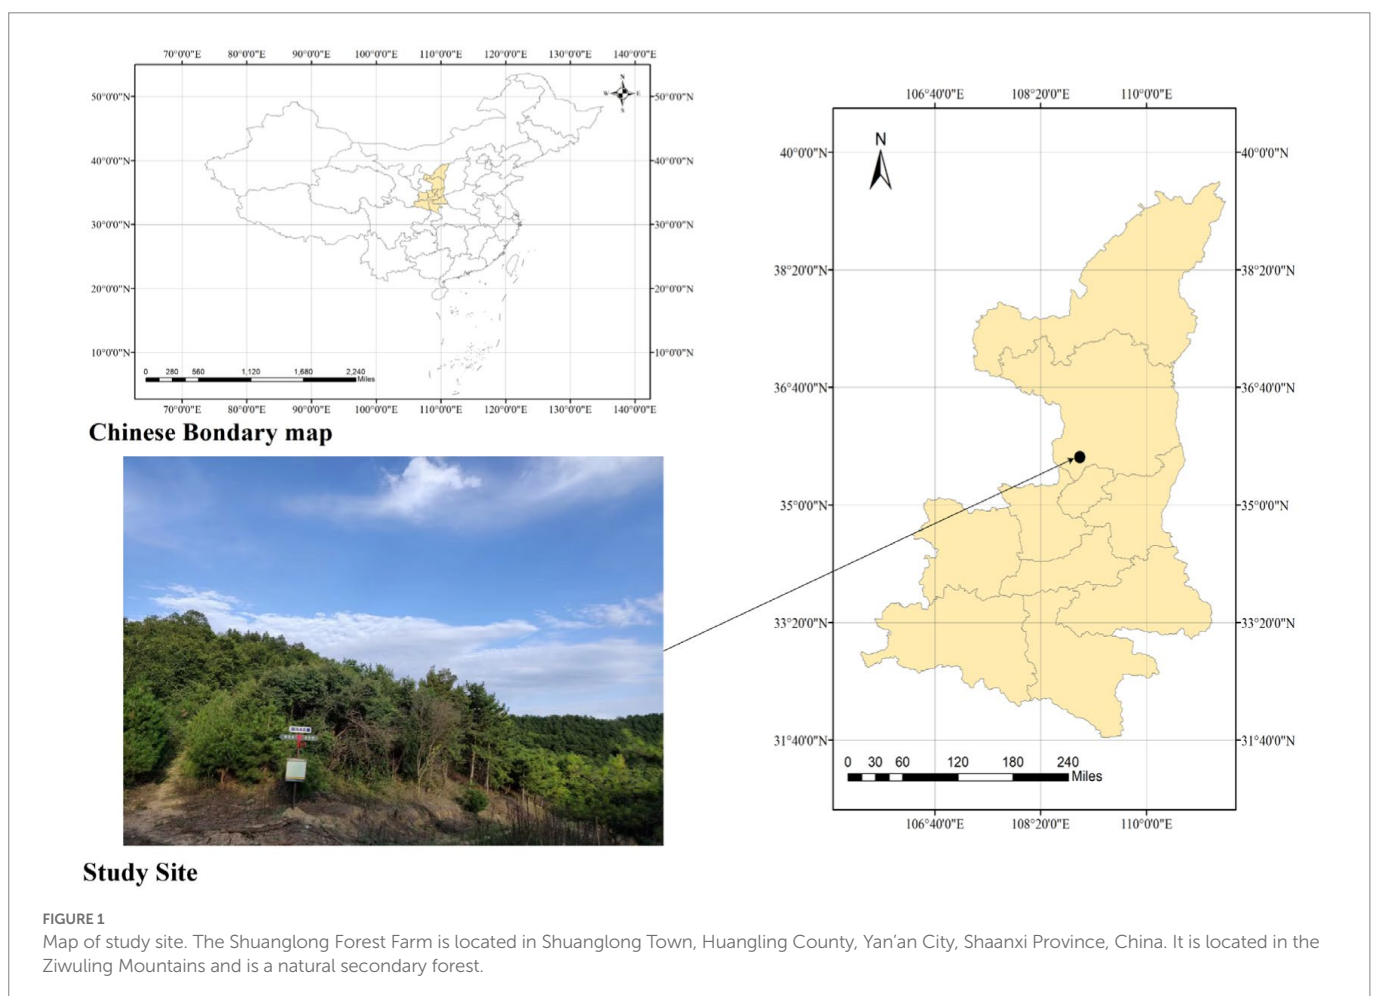 70°0'0"E 80°0'0"E 90°0'0"E 100°0'0"E 110°0'0"E 120°0'0"E 130°0'0"E 140°0'0"E
50°0'0"N
40°0'0"N
30°0'0"N
20°0'0"N
10°0'0"N
N
W E
S
50°0'0"N
40°0'0"N
30°0'0"N
20°0'0"N
10°0'0"N
0 280 560 1,120 1,680 2,240
Miles
70°0'0"E 80°0'0"E 90°0'0"E 100°0'0"E 110°0'0"E 120°0'0"E 130°0'0"E 140°0'0"E
Chinese Bondary map
Study Site
106°40'0"E 108°20'0"E 110°0'0"E
N
40°0'0"N 40°0'0"N
38°20'0"N 38°20'0"N
36°40'0"N 36°40'0"N
35°0'0"N 35°0'0"N
33°20'0"N 33°20'0"N
31°40'0"N 31°40'0"N
0 30 60 120 180 240
Miles
106°40'0"E 108°20'0"E 110°0'0"E
FIGURE 1
Map of study site. The Shuanglong Forest Farm is located in Shuanglong Town, Huangling County, Yan'an City, Shaanxi Province, China. It is located in the
Ziwuling Mountains and is a natural secondary forest.